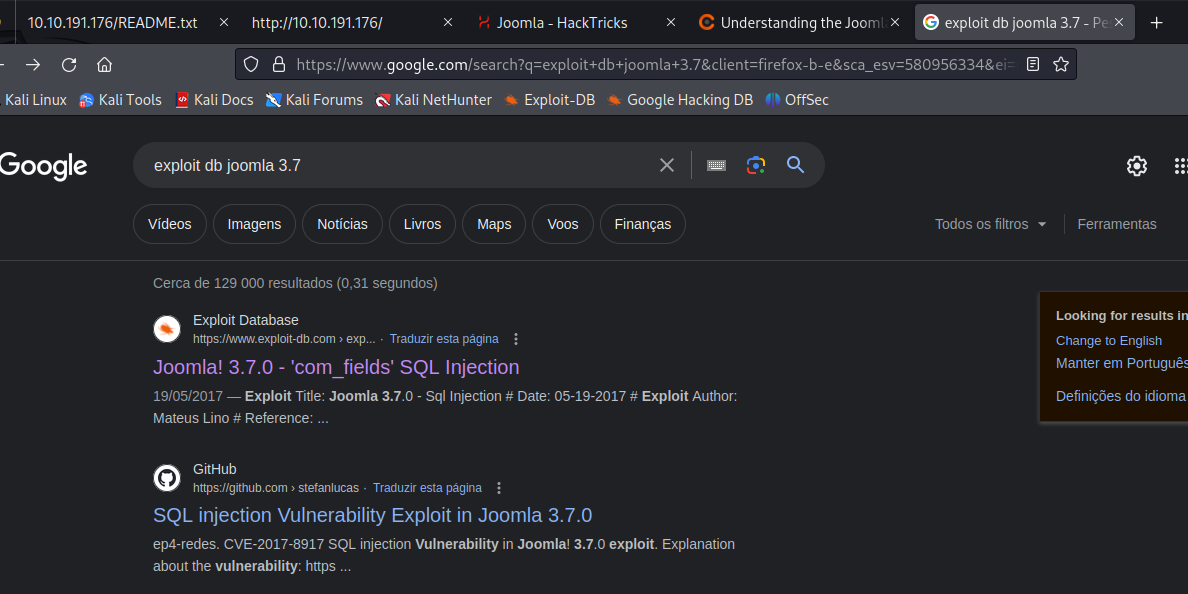 10.10.191.176/README.txt http://10.10.191.176/ Joomla - HackTricks Understanding the Jooml exploit db joomla 3.7 - Pe
https://www.google.com/search?q=exploit+db+joomla+3.7&client=firefox-b-e&sca_esv=580956334&ei=
Kali Linux Kali Tools Kali Docs Kali Forums Kali NetHunter Exploit-DB Google Hacking DB OffSec
Google exploit db joomla 3.7
Vídeos Imagens Notícias Livros Maps Voos Finanças Todos os filtros Ferramentas
Cerca de 129 000 resultados (0,31 segundos)
Exploit Database
https://www.exploit-db.com › exp... · Traduzir esta página
Joomla! 3.7.0 - 'com_fields' SQL Injection
19/05/2017 — Exploit Title: Joomla 3.7.0 - Sql Injection # Date: 05-19-2017 # Exploit Author:
Mateus Lino # Reference: ...
GitHub
https://github.com › stefanlucas · Traduzir esta página
SQL injection Vulnerability Exploit in Joomla 3.7.0
ep4-redes. CVE-2017-8917 SQL injection Vulnerability in Joomla! 3.7.0 exploit. Explanation
about the vulnerability: https ...
Looking for results in
Change to English
Manter em Português
Definições do idioma